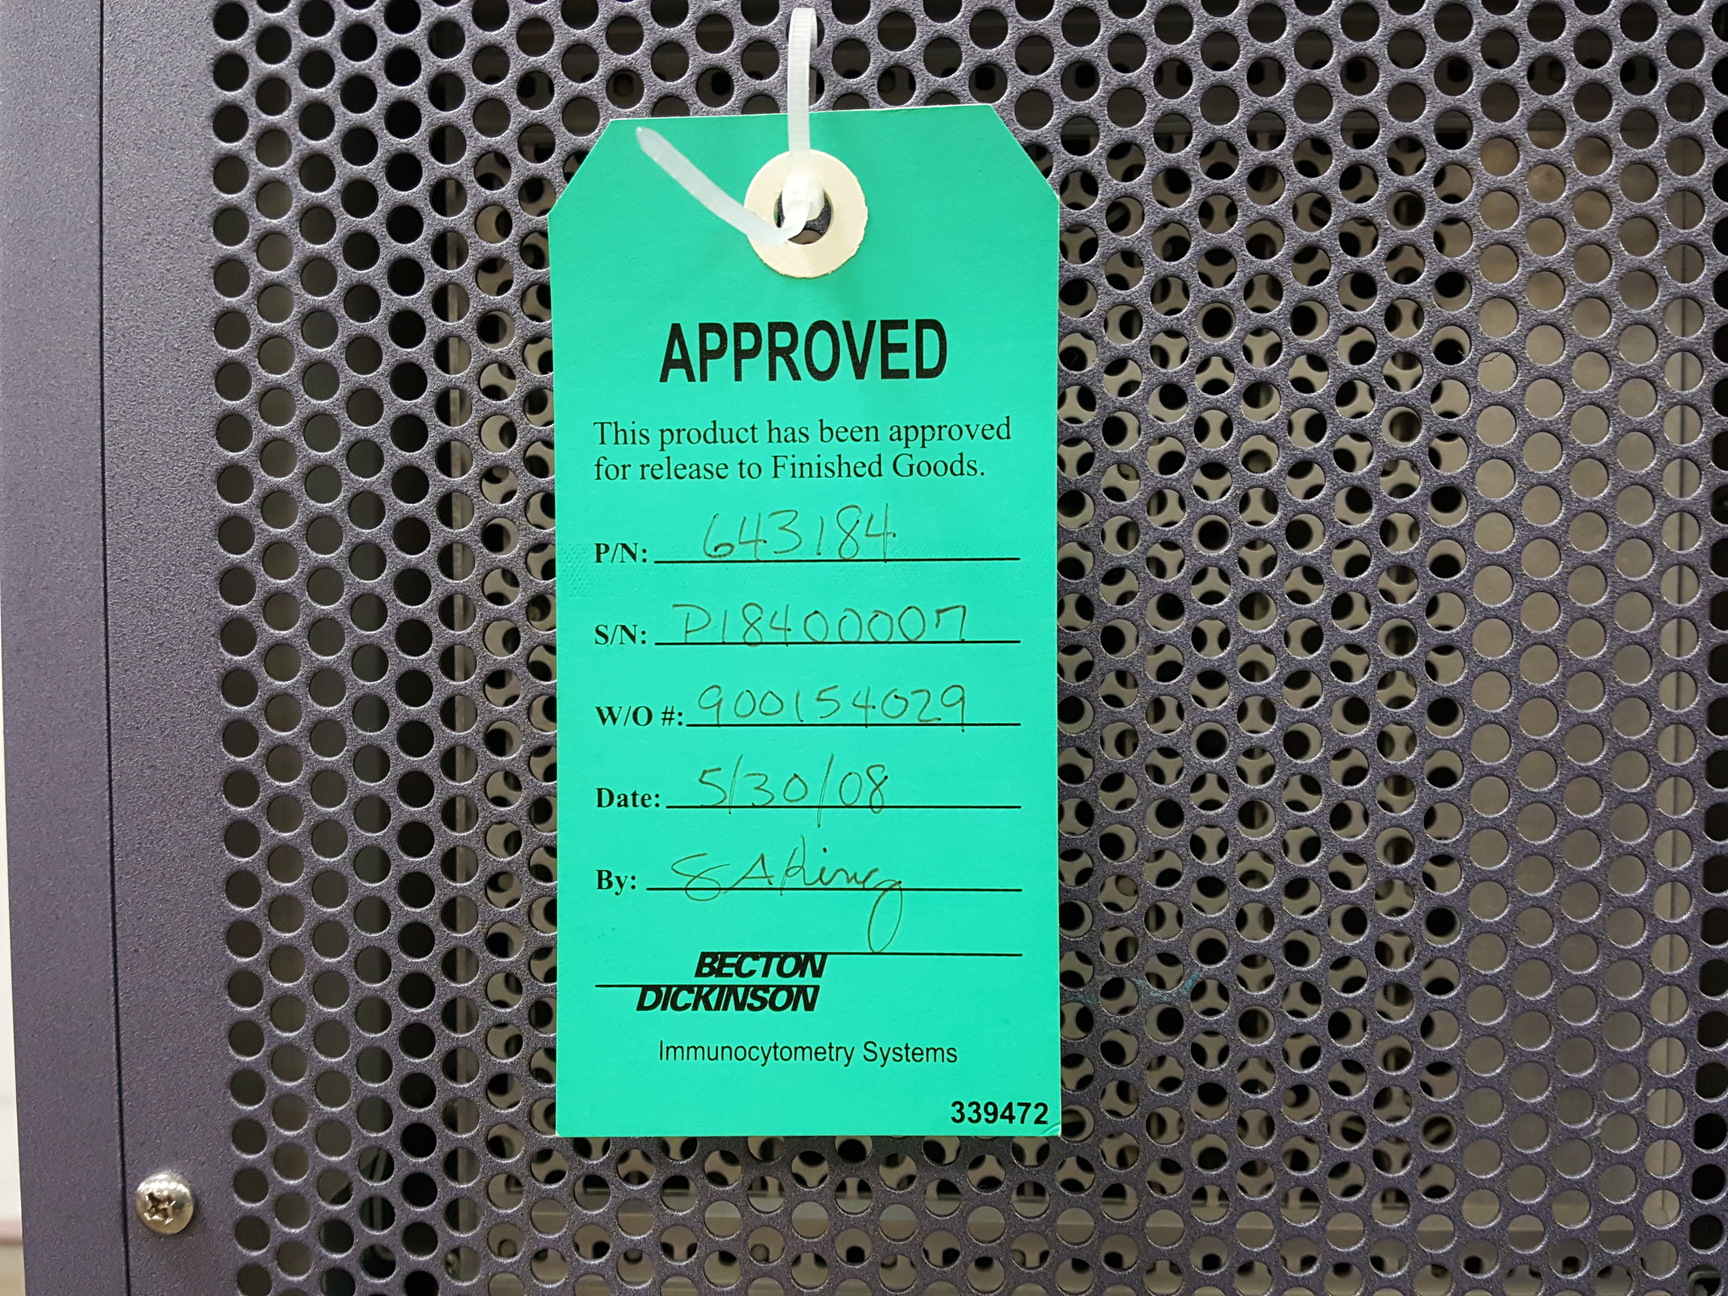 APPROVED
This product has been approved
for release to Finished Goods.
P/N: 643184
S/N: P18400007
W/O #: 900154029
Date: 5/30/08
By: S A King
BECTON
DICKINSON
Immunocytometry Systems
339472